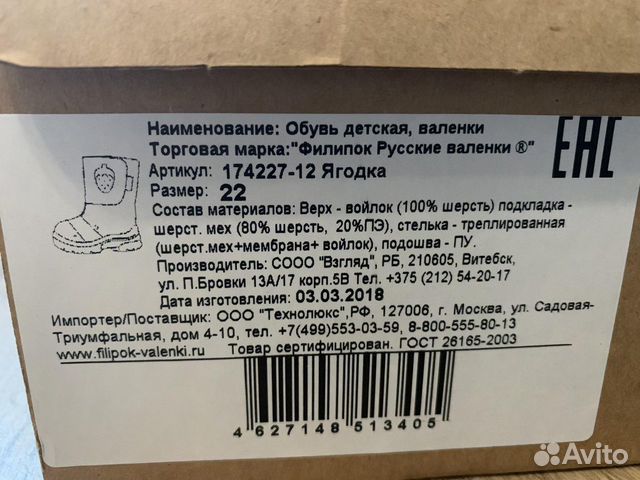 Наименование: Обувь детская, валенки
Торговая марка:"Филипок Русские валенки ®"
Артикул: 174227-12 Ягодка
Размер: 22
Состав материалов: Верх - войлок (100% шерсть) подкладка -
шерст. мех (80% шерсть, 20%ПЭ), стелька - треплированная
(шерст.мех+мембрана+ войлок), подошва - ПУ.
Производитель: СООО "Взгляд", РБ, 210605, Витебск,
ул. П.Бровки 13А/17 корп.5В Тел. +375 (212) 54-20-17
Дата изготовления: 03.03.2018
Импортер/Поставщик: ООО "Технолюкс",РФ, 127006, г. Москва, ул. Садовая-
Триумфальная, дом 4-10, тел. +7(499)553-03-59, 8-800-555-80-13
www.filipok-valenki.ru Товар сертифицирован. ГОСТ 26165-2003
4 627148 513405
EAC
Avito